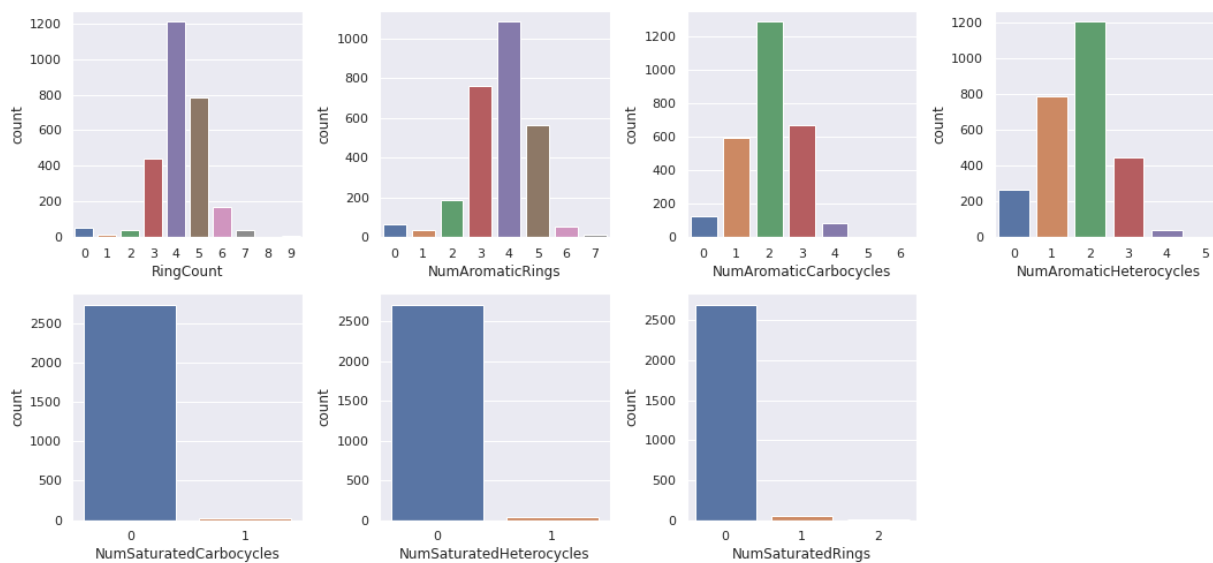 1200
1000
800
600
400
200
0
count
0 1 2 3 4 5 6 7 8 9
RingCount
1000
800
600
400
200
0
count
0 1 2 3 4 5 6 7
NumAromaticRings
1200
1000
800
600
400
200
0
count
0 1 2 3 4 5 6
NumAromaticCarbocycles
1200
1000
800
600
400
200
0
count
0 1 2 3 4 5
NumAromaticHeterocycles
2500
2000
1500
1000
500
0
count
0 1
NumSaturatedCarbocycles
2500
2000
1500
1000
500
0
count
0 1
NumSaturatedHeterocycles
2500
2000
1500
1000
500
0
count
0 1 2
NumSaturatedRings